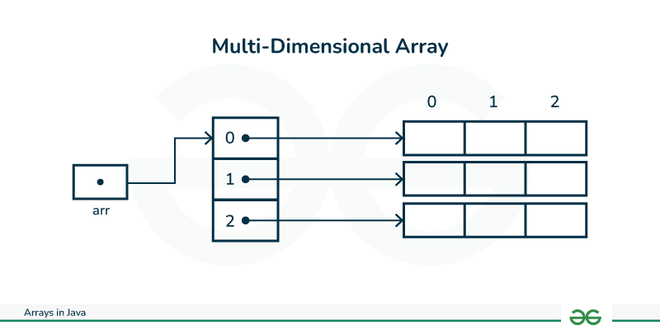 Multi-Dimensional Array
0 1 2
0
1
2
arr
Arrays in Java